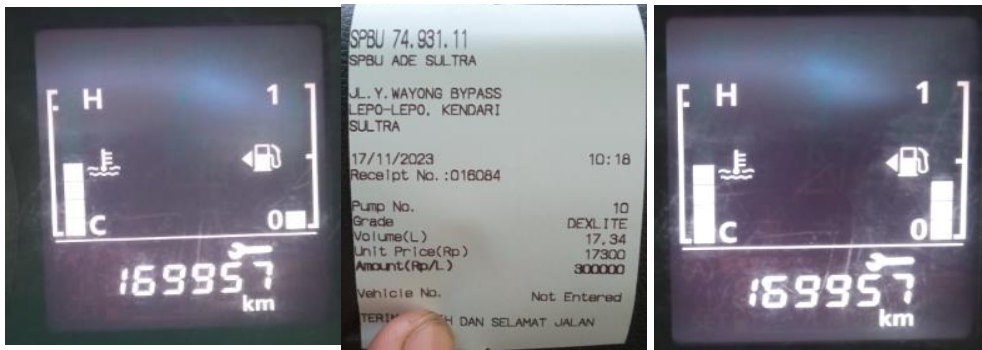 H 1
C 0
169957
km
SPBU 74.931.11
SPBU ADE SULTRA
JL.Y.WAYONG BYPASS
LEPO-LEPO, KENDARI
SULTRA
17/11/2023 10:18
Receipt No.:016084
Pump No. 10
Grade DEXLITE
Volume(L) 17.34
Unit Price(Rp) 17300
Amount(Rp/L) 300000
Vehicle No. Not Entered
DAN SELAMAT JALAN
H 1
C 0
169957
km